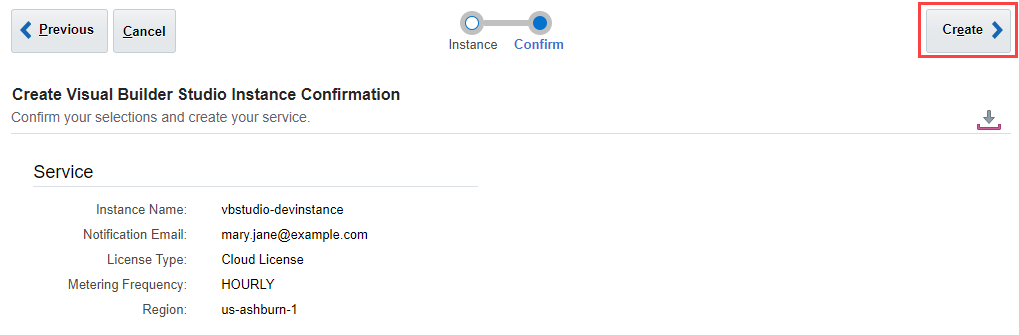 Previous
Cancel
Instance
Confirm
Create
Create Visual Builder Studio Instance Confirmation
Confirm your selections and create your service.
Service
Instance Name: vbstudio-devinstance
Notification Email: mary.jane@example.com
License Type: Cloud License
Metering Frequency: HOURLY
Region: us-ashburn-1